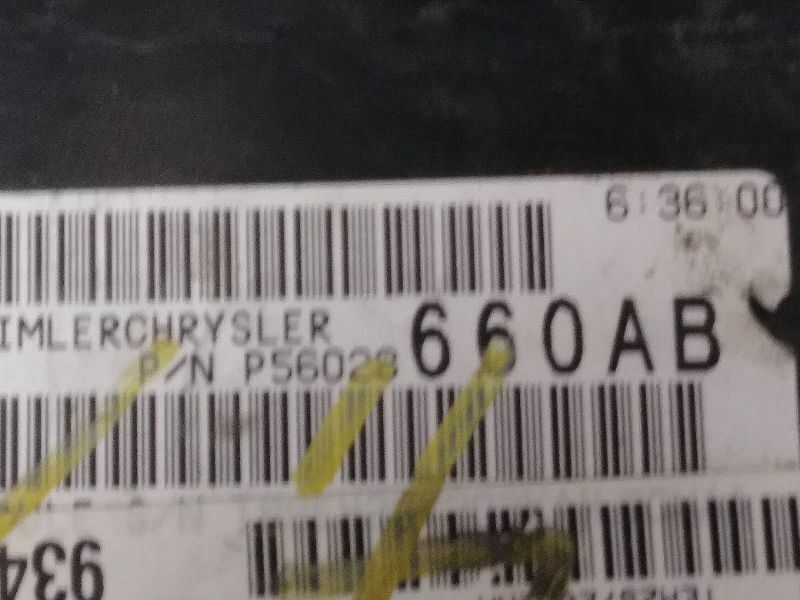 6:36:00
IMLERCHRYSLER
P/N P56028 660AB
934